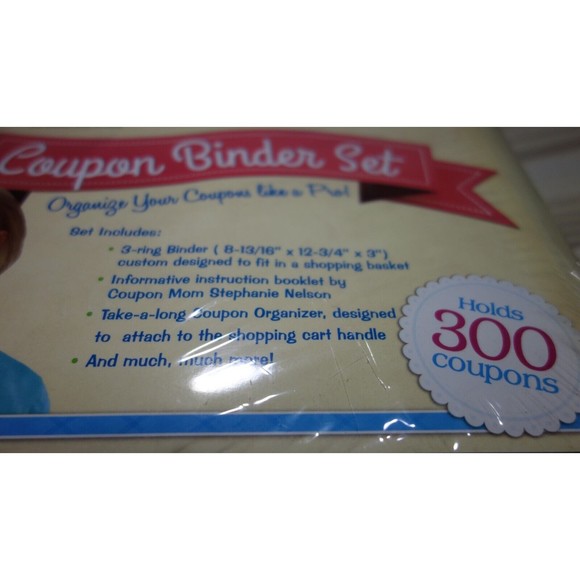 Coupon Binder Set
Organize Your Coupons like a Pro!
Set Includes:
• 3-ring Binder ( 8-13/16" x 12-3/4" x 3")
custom designed to fit in a shopping basket
• Informative instruction booklet by
Coupon Mom Stephanie Nelson
• Take-a-long Coupon Organizer, designed
to attach to the shopping cart handle
• And much, much more!
Holds
300
coupons